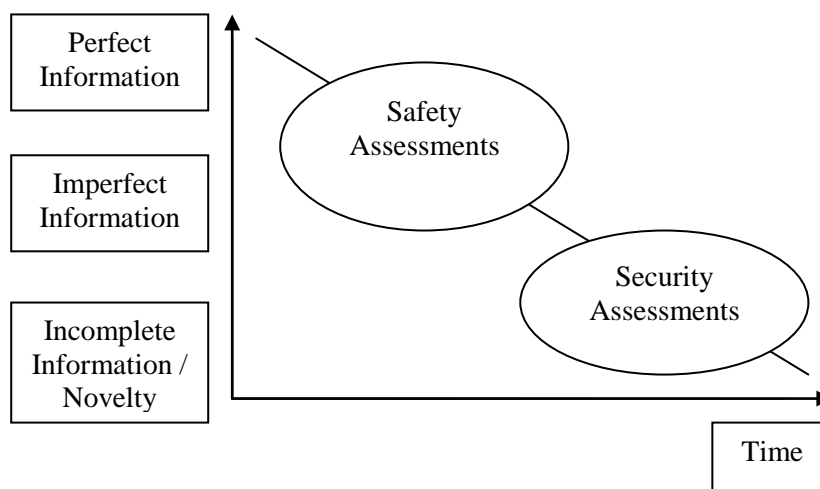 Perfect
Information
Safety
Assessments
Imperfect
Information
Security
Assessments
Incomplete
Information /
Novelty
Time